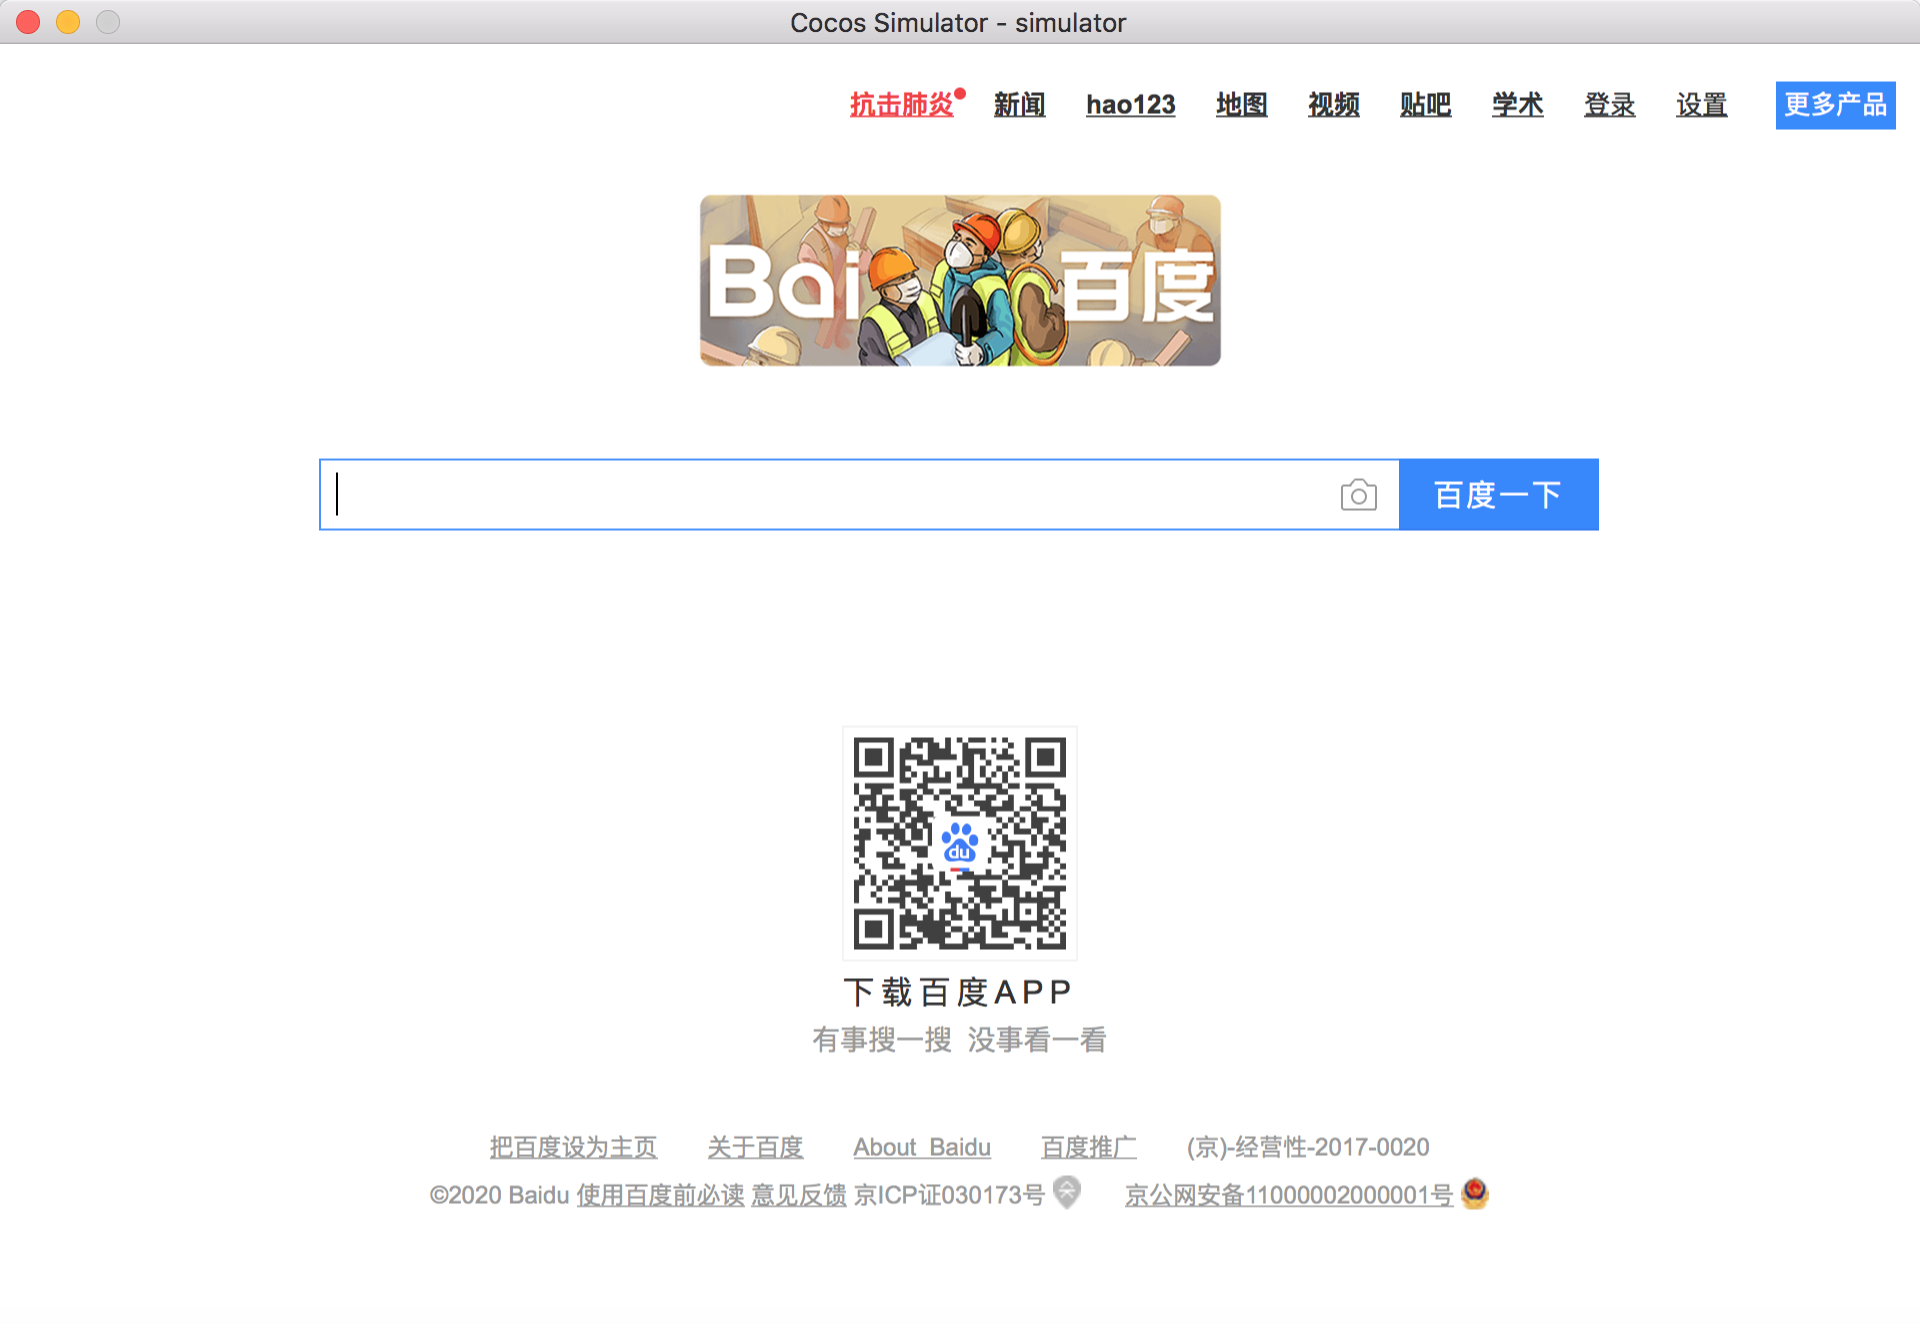 Cocos Simulator - simulator
抗击肺炎 新闻 hao123 地图 视频 贴吧 学术 登录 设置 更多产品
Bai 百度
百度一下
du
下载百度APP
有事搜一搜 没事看一看
把百度设为主页 关于百度 About Baidu 百度推广 (京)-经营性-2017-0020
©2020 Baidu 使用百度前必读 意见反馈 京ICP证030173号 京公网安备11000002000001号